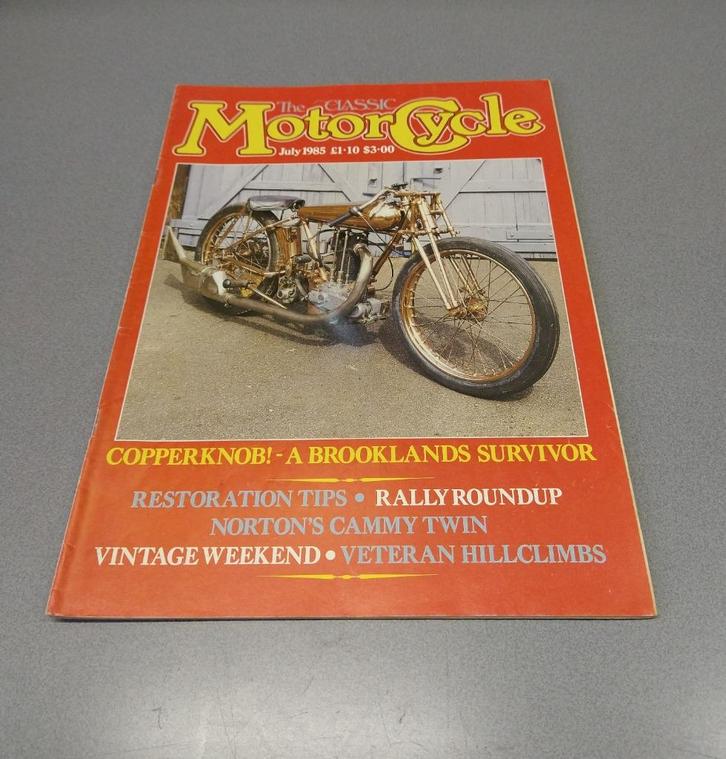 The CLASSIC
MotorCycle
July 1985 £1·10 $3·00
COPPERKNOB! - A BROOKLANDS SURVIVOR
RESTORATION TIPS • RALLY ROUNDUP
NORTON'S CAMMY TWIN
VINTAGE WEEKEND • VETERAN HILLCLIMBS